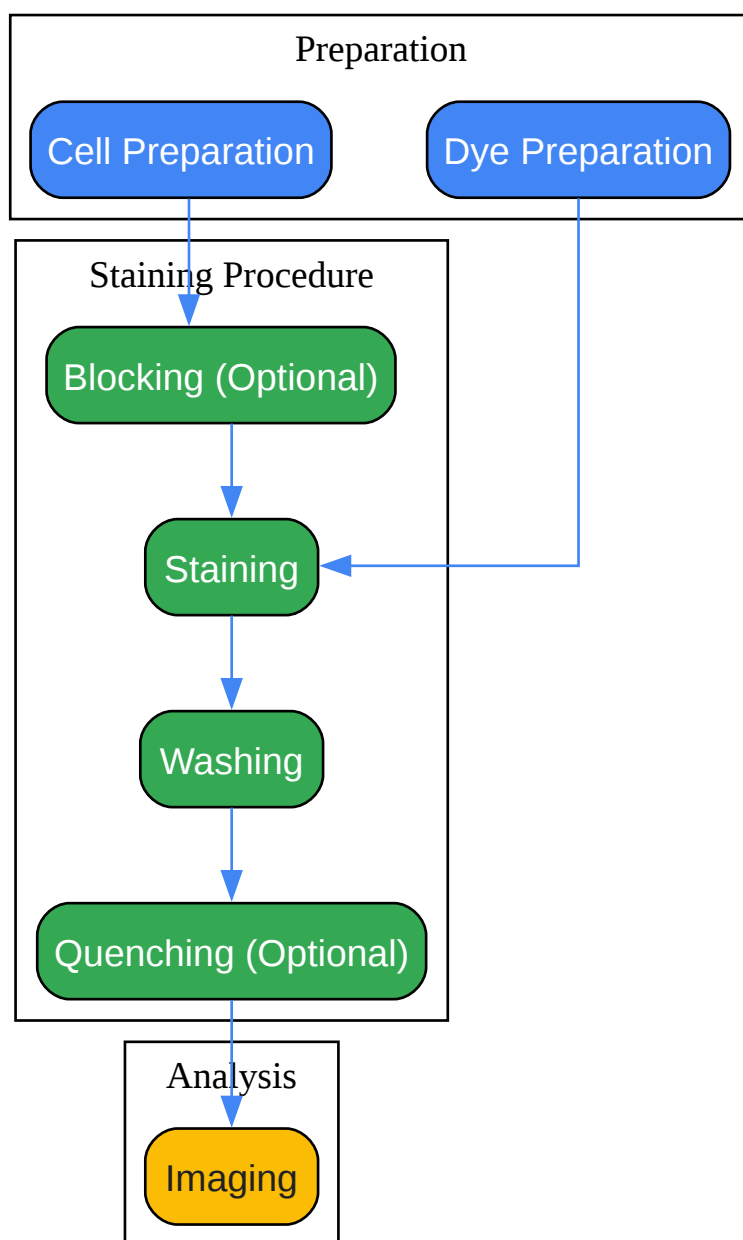 Preparation
Cell Preparation
Dye Preparation
Staining Procedure
Blocking (Optional)
Staining
Washing
Quenching (Optional)
Analysis
Imaging